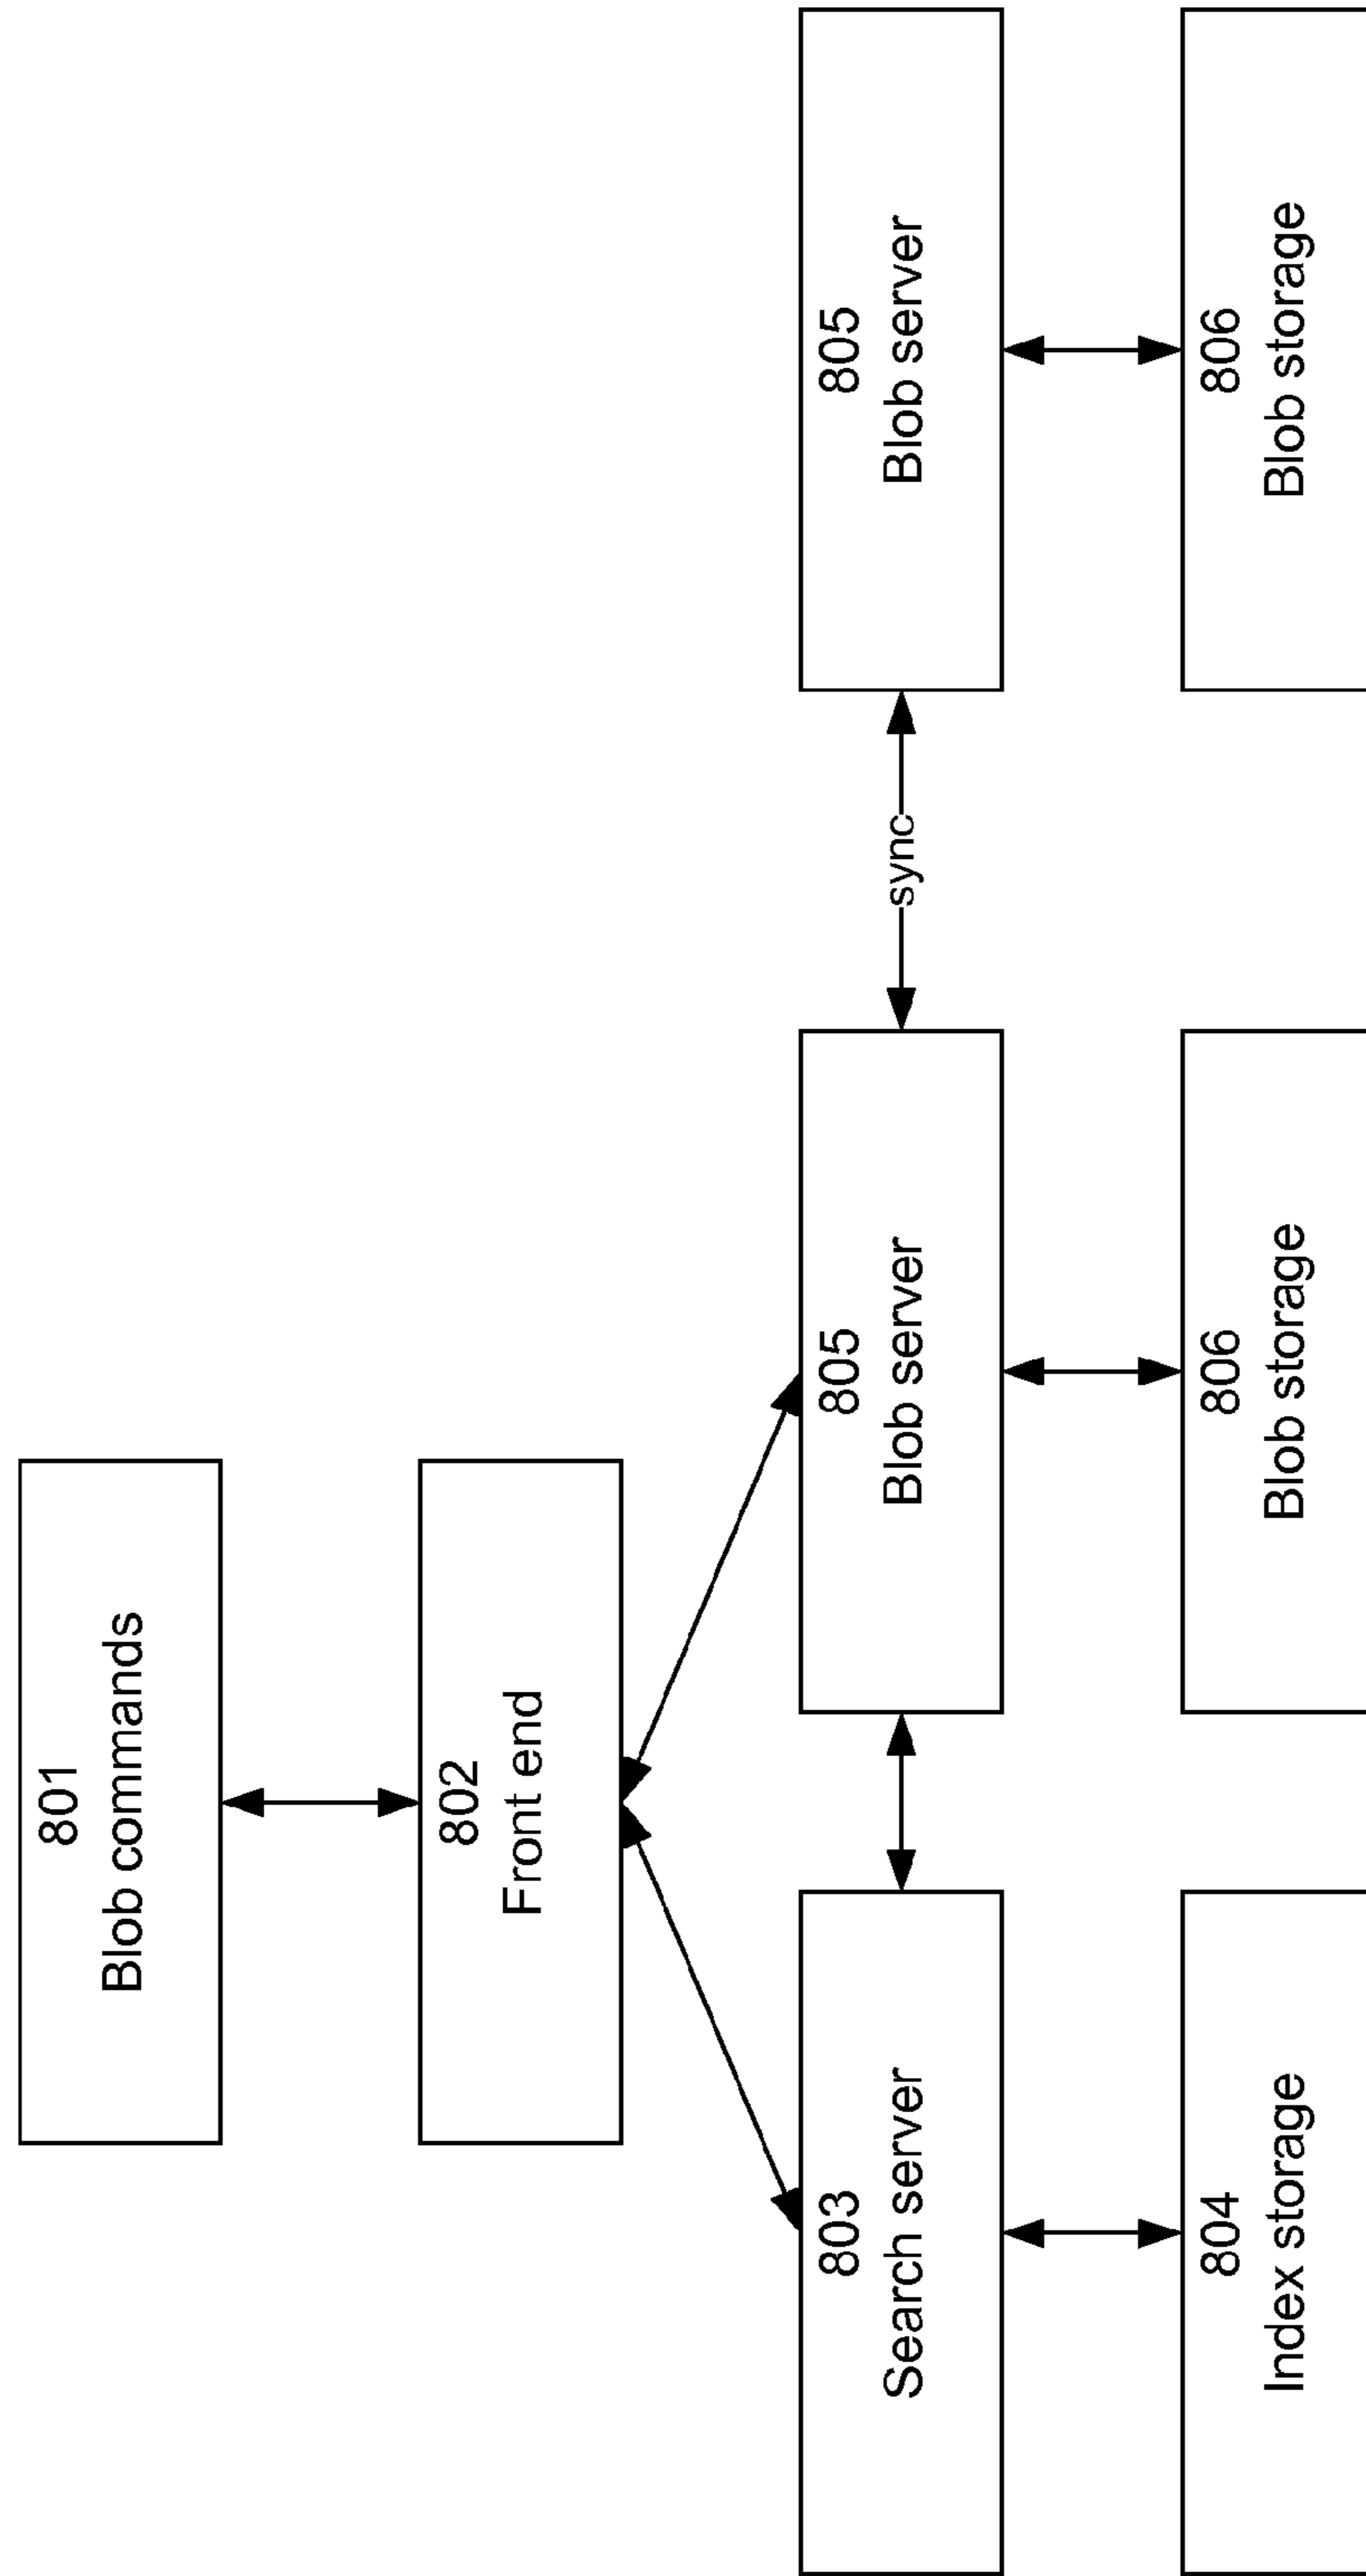 801
Blob commands
802
Front end
803
Search server
805
Blob server
sync
805
Blob server
804
Index storage
806
Blob storage
806
Blob storage